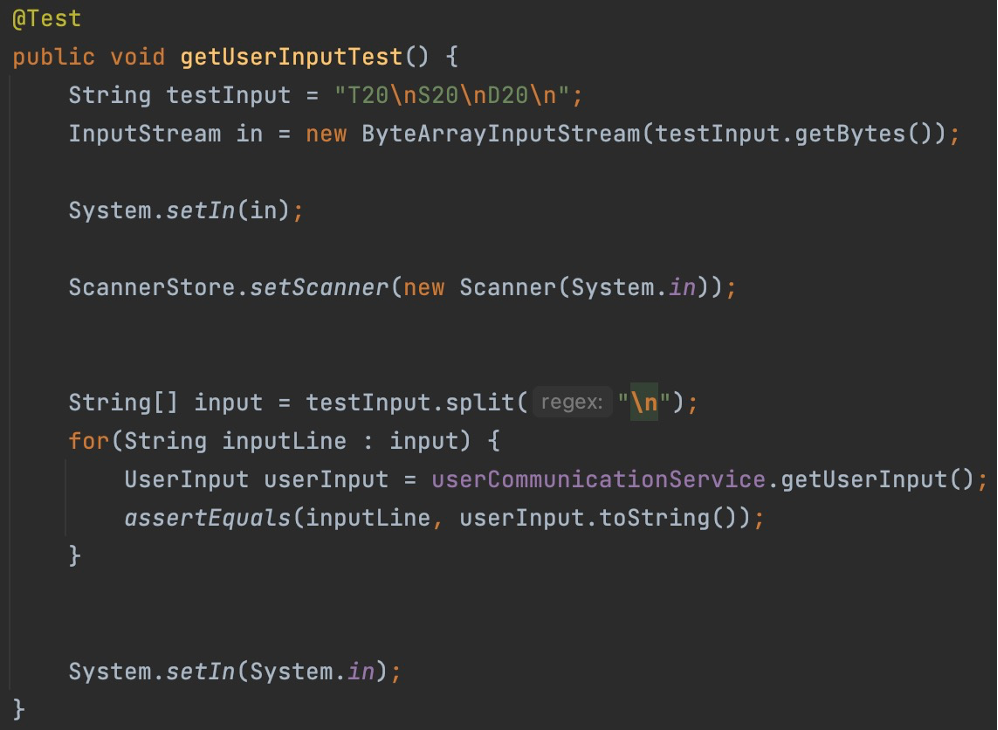 @Test
public void getUserInputTest() {
String testInput = "T20\nS20\nD20\n";
InputStream in = new ByteArrayInputStream(testInput.getBytes());
System.setIn(in);
ScannerStore.setScanner(new Scanner(System.in));
String[] input = testInput.split( regex: "\n");
for(String inputLine : input) {
UserInput userInput = userCommunicationService.getUserInput();
assertEquals(inputLine, userInput.toString());
}
System.setIn(System.in);
}